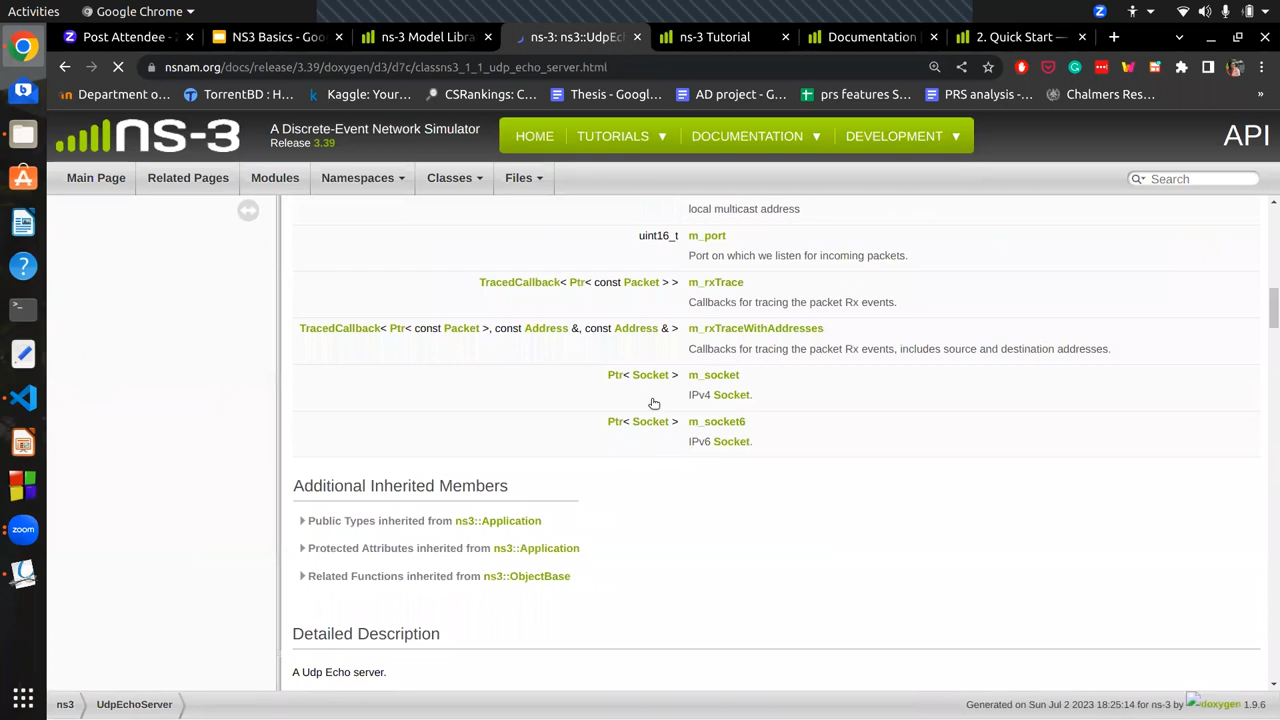 Activities Google Chrome
Post Attendee - NS3 Basics - Goog ns-3 Model Libra ns-3: ns3::UdpEch ns-3 Tutorial Documentation 2. Quick Start —
nsnam.org/docs/release/3.39/doxygen/d3/d7c/classns3_1_1_udp_echo_server.html
Department o... TorrentBD : H... Kaggle: Your... CSRankings: C... Thesis - Googl... AD project - G... prs features S... PRS analysis -... Chalmers Res... »
ns-3 A Discrete-Event Network Simulator
Release 3.39
HOME TUTORIALS ▼ DOCUMENTATION ▼ DEVELOPMENT ▼ API
Main Page Related Pages Modules Namespaces Classes Files Search
local multicast address
uint16_t m_port
Port on which we listen for incoming packets.
TracedCallback< Ptr< const Packet > > m_rxTrace
Callbacks for tracing the packet Rx events.
TracedCallback< Ptr< const Packet >, const Address &, const Address & > m_rxTraceWithAddresses
Callbacks for tracing the packet Rx events, includes source and destination addresses.
Ptr< Socket > m_socket
IPv4 Socket.
Ptr< Socket > m_socket6
IPv6 Socket.
Additional Inherited Members
Public Types inherited from ns3::Application
Protected Attributes inherited from ns3::Application
Related Functions inherited from ns3::ObjectBase
Detailed Description
A Udp Echo server.
zoom
ns3 UdpEchoServer Generated on Sun Jul 2 2023 18:25:14 for ns-3 by doxygen 1.9.6